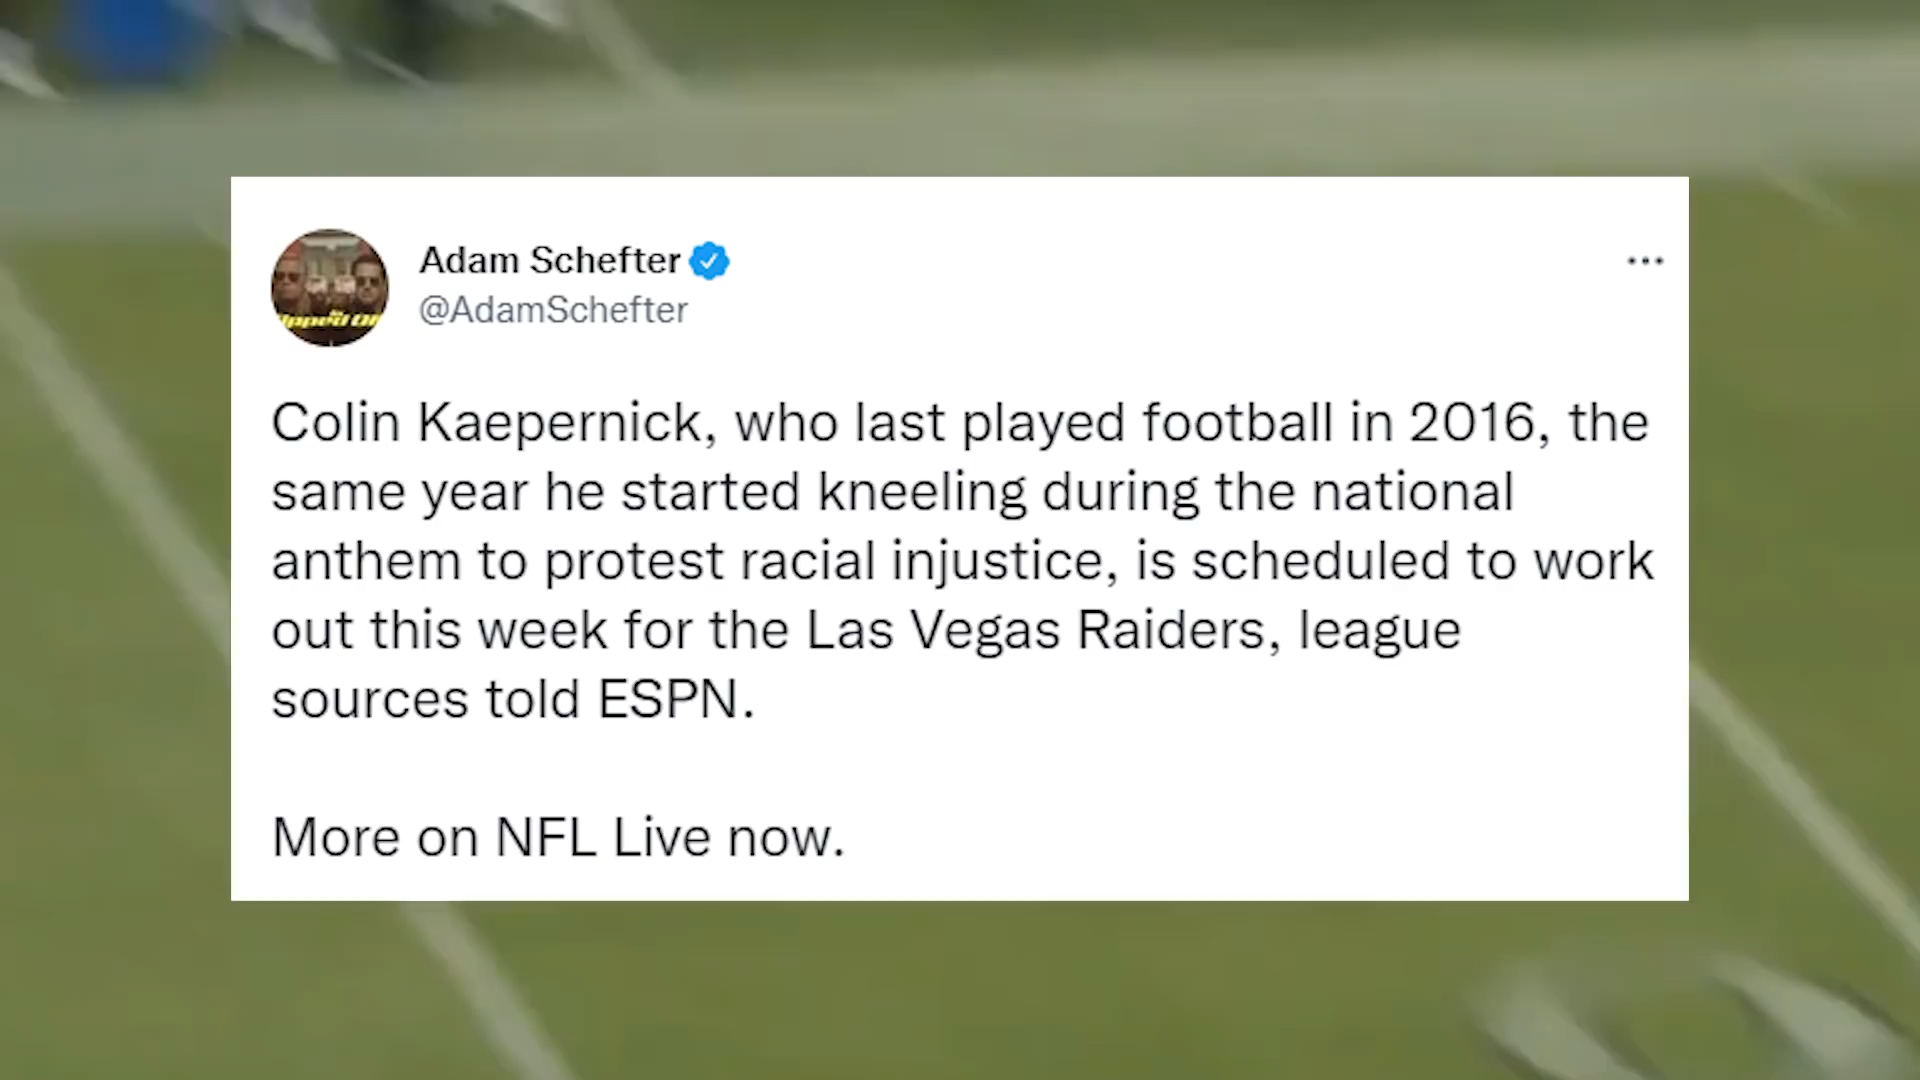 Adam Schefter
@AdamSchefter
Colin Kaepernick, who last played football in 2016, the
same year he started kneeling during the national
anthem to protest racial injustice, is scheduled to work
out this week for the Las Vegas Raiders, league
sources told ESPN.
More on NFL Live now.